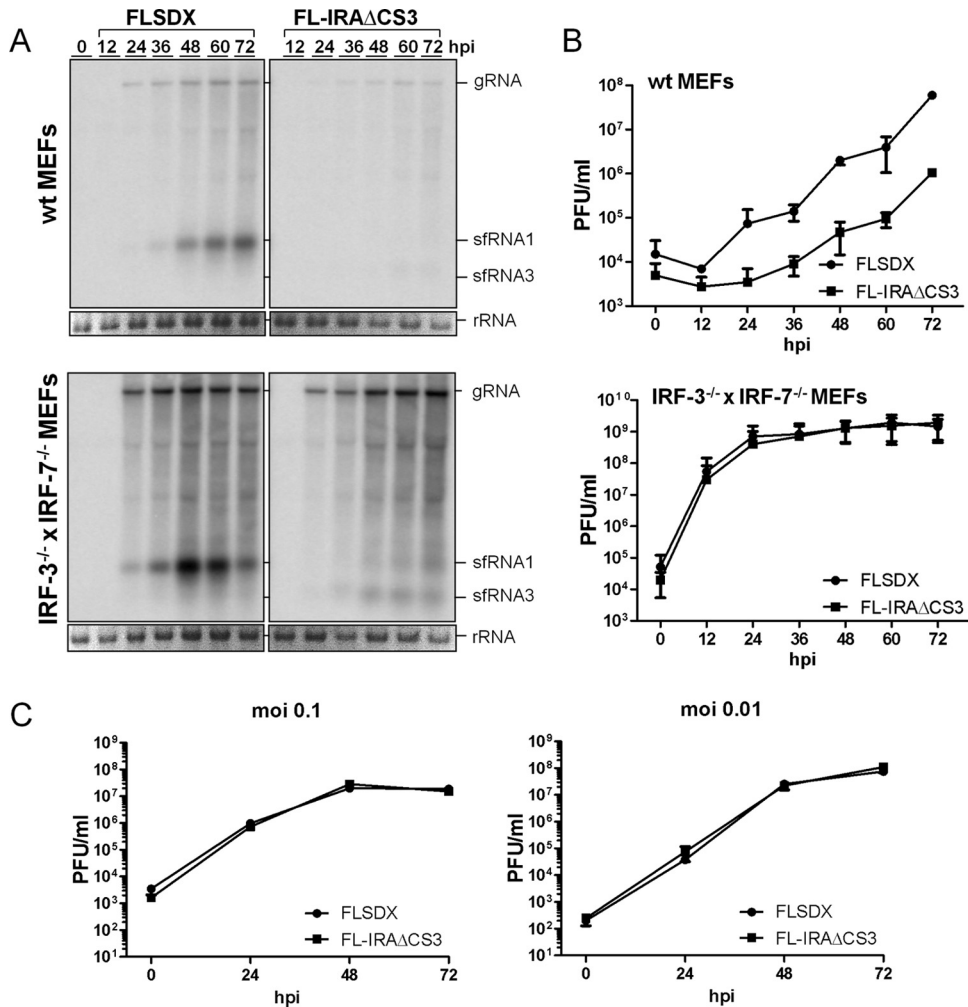 A
FLSDX FL-IRAΔCS3
0 12 24 36 48 60 72 12 24 36 48 60 72 hpi
wt MEFs
gRNA
sfRNA1
sfRNA3
rRNA
IRF-3-/- x IRF-7-/- MEFs
gRNA
sfRNA1
sfRNA3
rRNA
B
wt MEFs
PFU/ml
10⁸
10⁷
10⁶
10⁵
10⁴
10³
FLSDX
FL-IRAΔCS3
0 12 24 36 48 60 72
hpi
IRF-3-/- x IRF-7-/- MEFs
PFU/ml
10¹⁰
10⁹
10⁸
10⁷
10⁶
10⁵
10⁴
10³
FLSDX
FL-IRAΔCS3
0 12 24 36 48 60 72
hpi
C
moi 0.1
PFU/ml
10⁹
10⁸
10⁷
10⁶
10⁵
10⁴
10³
10²
10¹
FLSDX
FL-IRAΔCS3
0 24 48 72
hpi
moi 0.01
PFU/ml
10⁹
10⁸
10⁷
10⁶
10⁵
10⁴
10³
10²
10¹
FLSDX
FL-IRAΔCS3
0 24 48 72
hpi